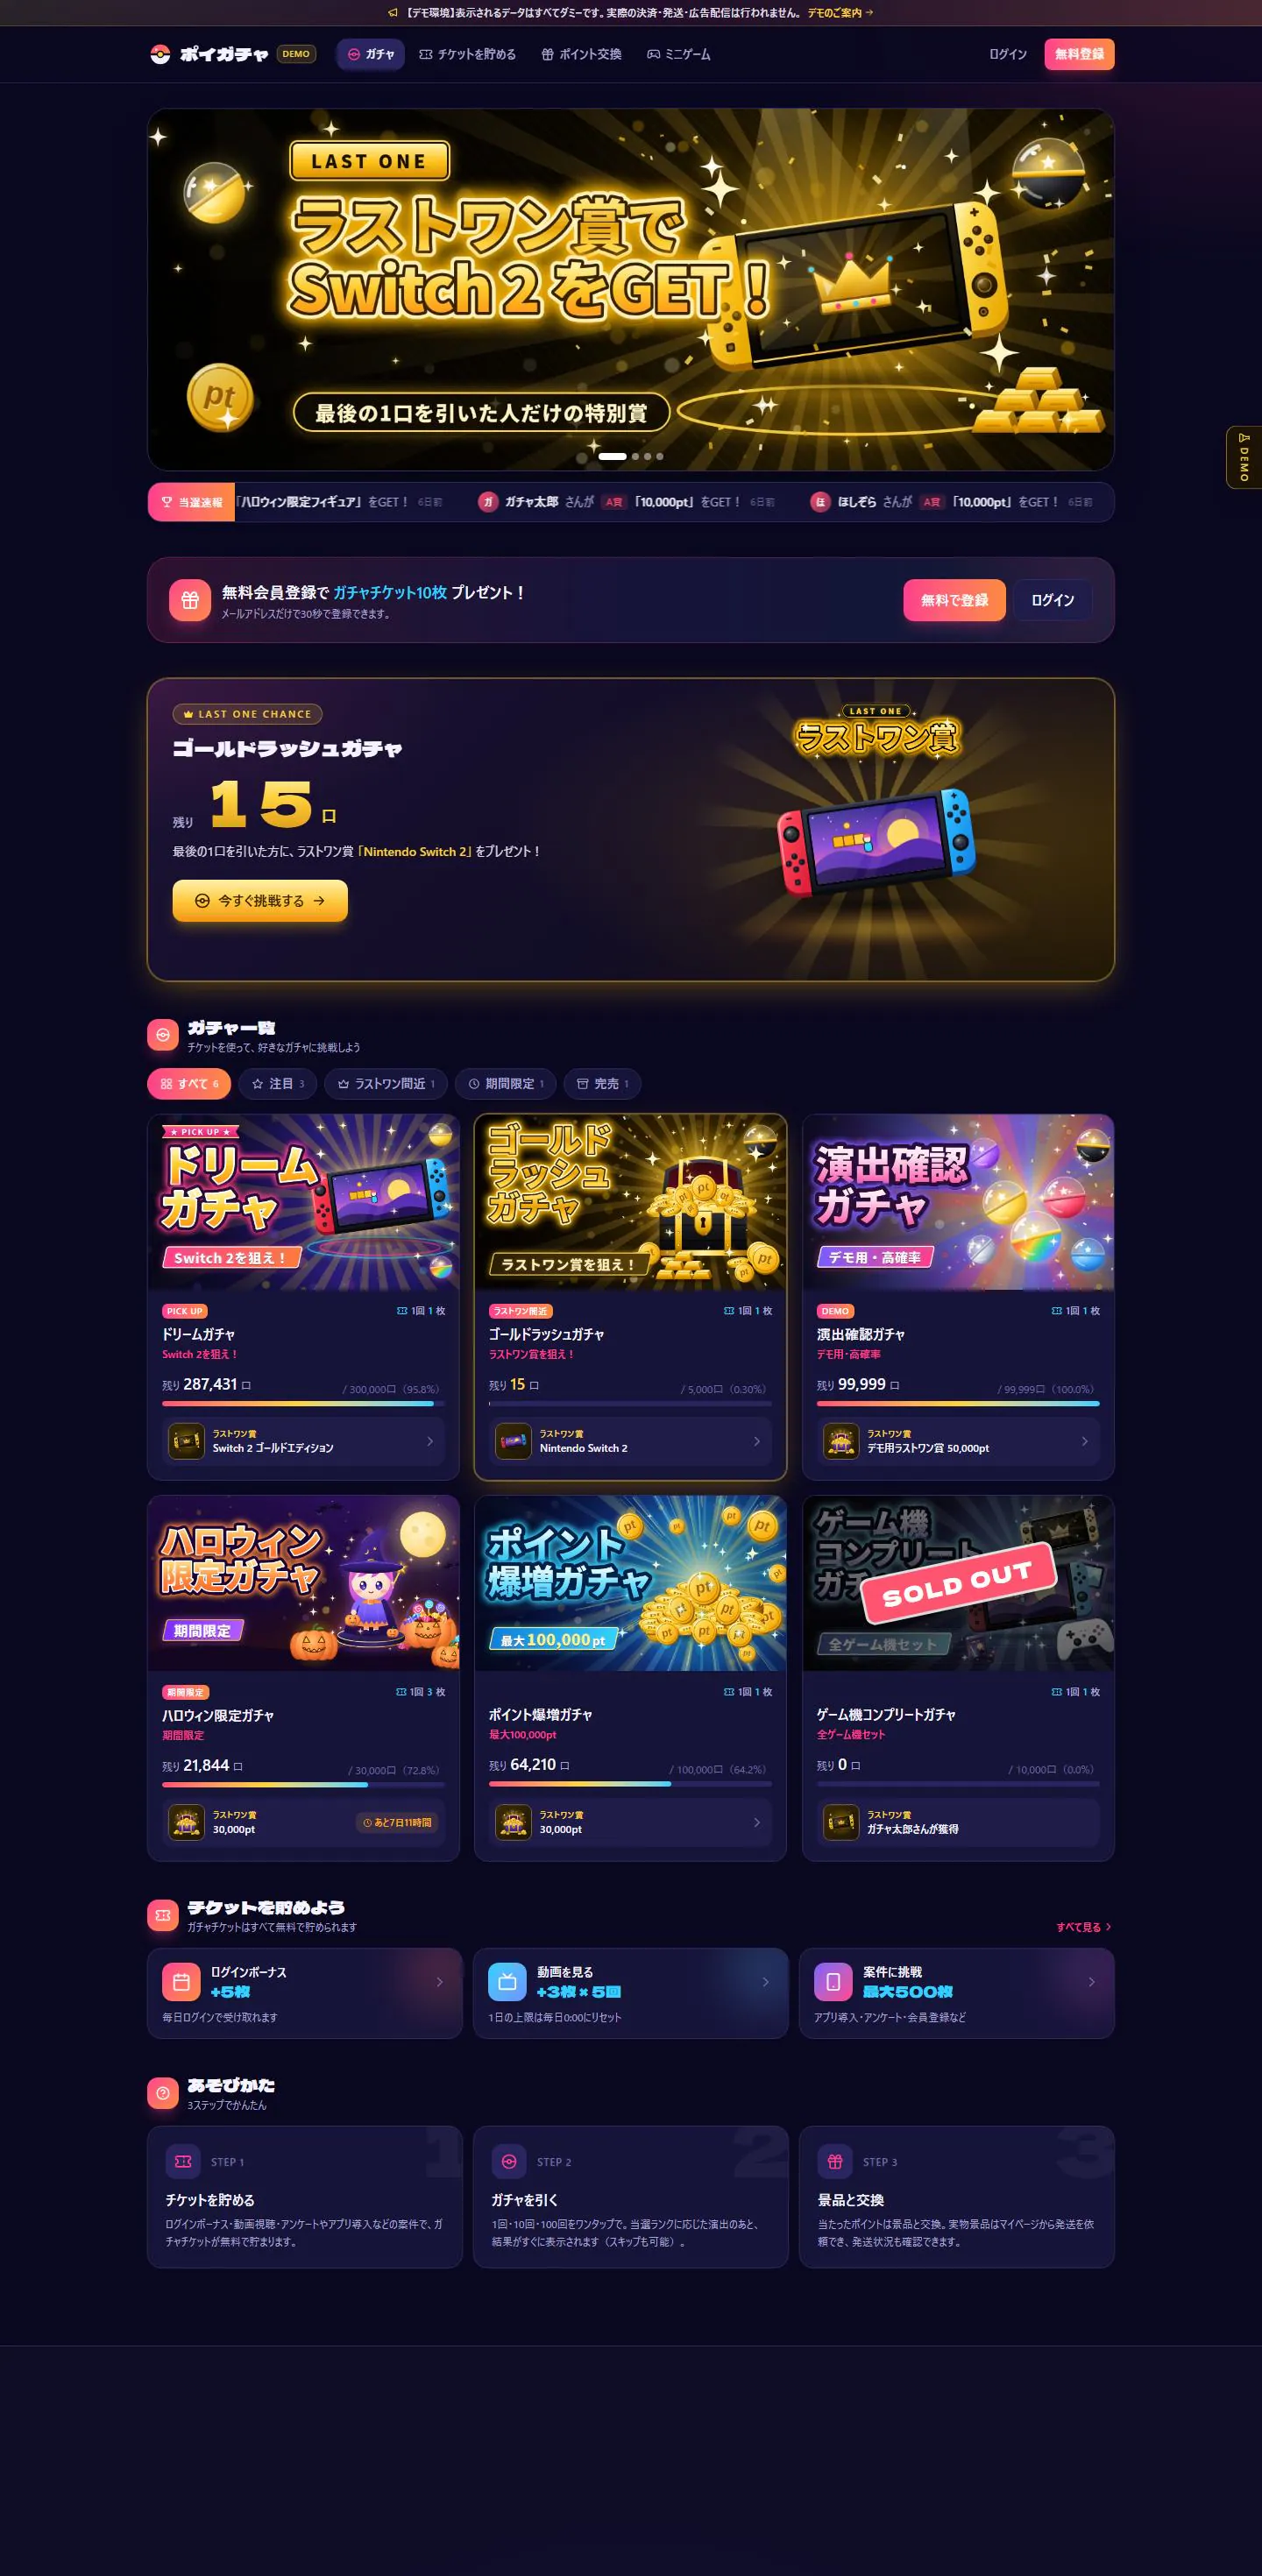 【デモ環境】表示されるデータはすべてダミーです。実際の決済・発送・広告配信は行われません。 デモのご案内 →
ポイガチャ DEMO ガチャ チケットを貯める ポイント交換 ミニゲーム ログイン 無料登録
LAST ONE
ラストワン賞で
Switch 2 をGET！
pt
最後の1口を引いた人だけの特別賞
DEMO
当選速報 「ハロウィン限定フィギュア」 をGET！ 6日前 ガ ガチャ太郎 さんが A賞 「10,000pt」 をGET！ 6日前 ほ ほしぞら さんが A賞 「10,000pt」 をGET！ 6日前
無料会員登録で ガチャチケット10枚 プレゼント！
メールアドレスだけで30秒で登録できます。
無料で登録 ログイン
LAST ONE CHANCE
ゴールドラッシュガチャ
残り 15 口
最後の1口を引いた方に、ラストワン賞「Nintendo Switch 2」をプレゼント！
今すぐ挑戦する →
LAST ONE
ラストワン賞
ガチャ一覧
チケットを使って、好きなガチャに挑戦しよう
すべて 6 注目 3 ラストワン間近 1 期間限定 1 完売 1
★ PICK UP ★
ドリーム
ガチャ
Switch 2を狙え！
PICK UP 1回 1 枚
ドリームガチャ
Switch 2を狙え！
残り 287,431 口 / 300,000口（95.8%）
ラストワン賞
Switch 2 ゴールドエディション
ゴールド
ラッシュ
ガチャ
ラストワン賞を狙え！
ラストワン間近 1回 1 枚
ゴールドラッシュガチャ
ラストワン賞を狙え！
残り 15 口 / 5,000口（0.30%）
ラストワン賞
Nintendo Switch 2
演出確認
ガチャ
デモ用・高確率
DEMO 1回 1 枚
演出確認ガチャ
デモ用・高確率
残り 99,999 口 / 99,999口（100.0%）
ラストワン賞
デモ用ラストワン賞 50,000pt
ハロウィン
限定ガチャ
期間限定
期間限定 1回 3 枚
ハロウィン限定ガチャ
期間限定
残り 21,844 口 / 30,000口（72.8%）
ラストワン賞
30,000pt
あと7日11時間
ポイント
爆増ガチャ
最大100,000pt
1回 1 枚
ポイント爆増ガチャ
最大100,000pt
残り 64,210 口 / 100,000口（64.2%）
ラストワン賞
30,000pt
ゲーム機
コンプリート
ガチ
SOLD OUT
全ゲーム機セット
1回 1 枚
ゲーム機コンプリートガチャ
全ゲーム機セット
残り 0 口 / 10,000口（0.0%）
ラストワン賞
ガチャ太郎さんが獲得
チケットを貯めよう
ガチャチケットはすべて無料で貯められます
すべて見る
ログインボーナス
+5枚
毎日ログインで受け取れます
動画を見る
+3枚×5回
1日の上限は毎日0:00にリセット
案件に挑戦
最大500枚
アプリ導入・アンケート・会員登録など
あそびかた
3ステップでかんたん
STEP 1
1
チケットを貯める
ログインボーナス・動画視聴・アンケートやアプリ導入などの案件で、ガ
チャチケットが無料で貯まります。
STEP 2
2
ガチャを引く
1回・10回・100回をワンタップで。当選ランクに応じた演出のあと、
結果がすぐに表示されます（スキップも可能）。
STEP 3
3
景品と交換
当たったポイントは景品と交換。実物景品はマイページから発送を依
頼でき、発送状況も確認できます。